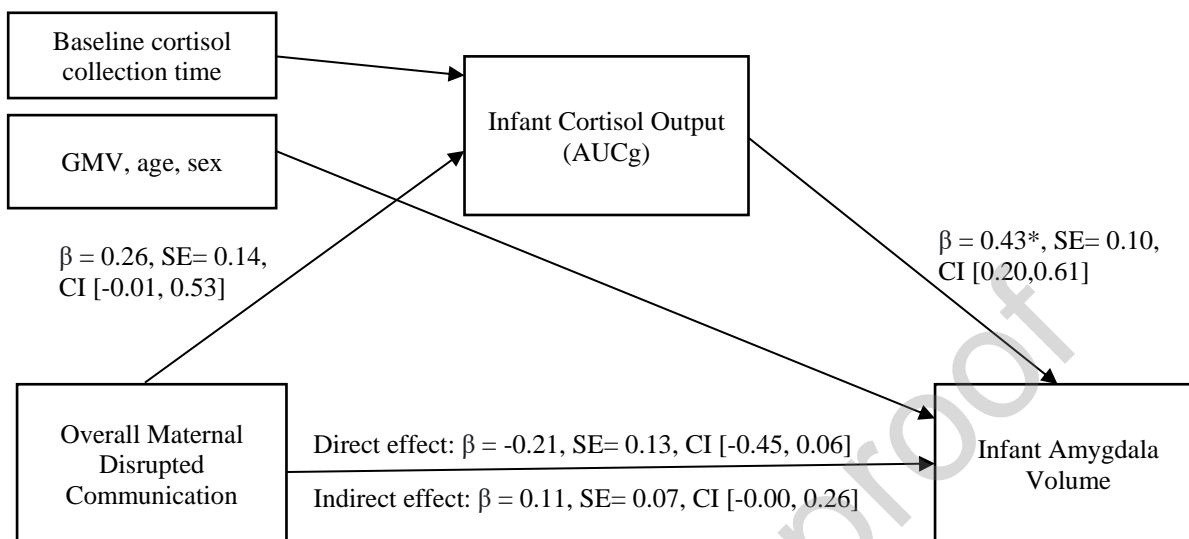 Baseline cortisol
collection time
Infant Cortisol Output
(AUCg)
GMV, age, sex
β = 0.26, SE= 0.14,
CI [-0.01, 0.53]
β = 0.43*, SE= 0.10,
CI [0.20,0.61]
Overall Maternal
Disrupted
Communication
Direct effect: β = -0.21, SE= 0.13, CI [-0.45, 0.06]
Indirect effect: β = 0.11, SE= 0.07, CI [-0.00, 0.26]
Infant Amygdala
Volume
proof